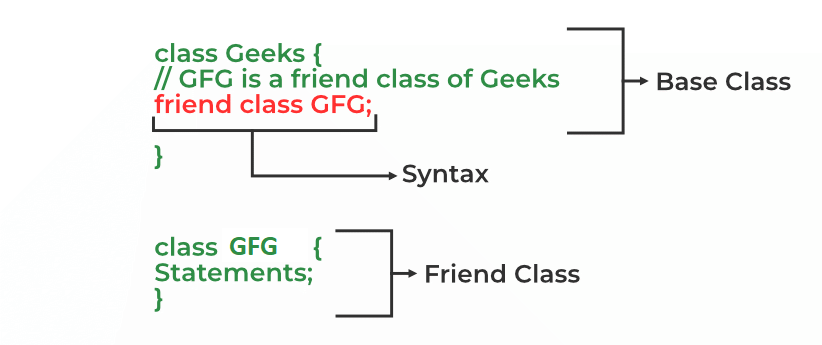 class Geeks {
// GFG is a friend class of Geeks
friend class GFG;
}
Base Class
Syntax
class GFG {
Statements;
}
Friend Class